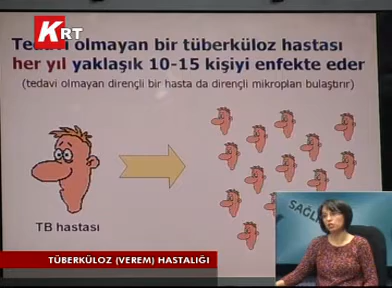 KRT
Tedavi olmayan bir tüberküloz hastası
her yıl yaklaşık 10-15 kişiyi enfekte eder
(tedavi olmayan dirençli bir hasta da dirençli mikropları bulaştırır)
TB hastası
SAĞLI
TÜBERKÜLOZ (VEREM) HASTALIĞI